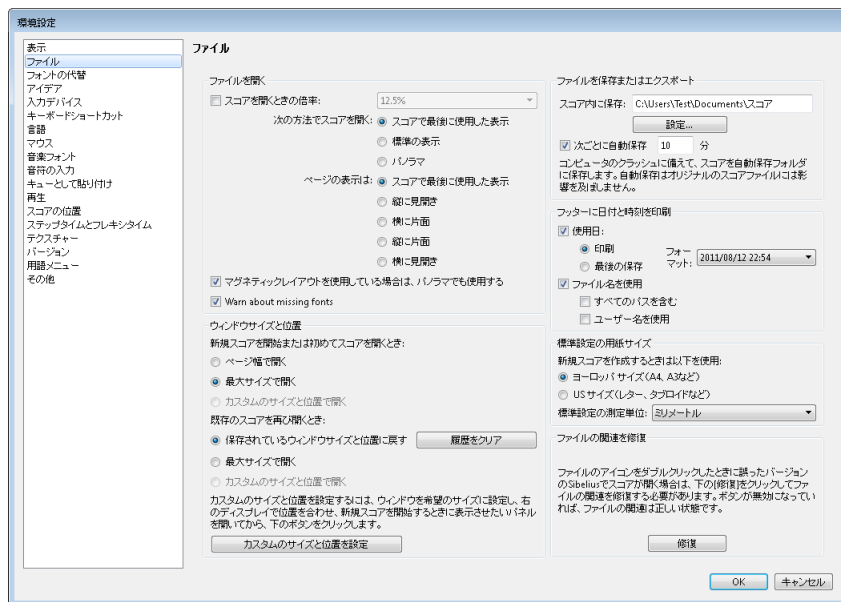 環境設定
表示
ファイル
フォントの代替
アイデア
入力デバイス
キーボードショートカット
言語
マウス
音楽フォント
音符の入力
キューとして貼り付け
再生
スコアの位置
ステップタイムとフレキシタイム
テクスチャー
バージョン
用語メニュー
その他
ファイル
ファイルを開く
スコアを開くときの倍率:
12.5%
次の方法でスコアを開く:
スコアで最後に使用した表示
標準の表示
パノラマ
ページの表示は:
スコアで最後に使用した表示
縦に見開き
横に片面
縦に片面
横に見開き
マグネティックレイアウトを使用している場合は、パノラマでも使用する
Warn about missing fonts
ウィンドウサイズと位置
新規スコアを開始または初めてスコアを開くとき:
ページ幅で開く
最大サイズで開く
カスタムのサイズと位置で開く
既存のスコアを再び開くとき:
保存されているウィンドウサイズと位置に戻す
履歴をクリア
最大サイズで開く
カスタムのサイズと位置で開く
カスタムのサイズと位置を設定するには、ウィンドウを希望のサイズに設定し、右
のディスプレイで位置を合わせ、新規スコアを開始するときに表示させたいパネル
を開いてから、下のボタンをクリックします。
カスタムのサイズと位置を設定
ファイルを保存またはエクスポート
スコア内に保存:
C:\Users\Test\Documents\スコア
設定...
次ごとに自動保存
10
分
コンピュータのクラッシュに備えて、スコアを自動保存フォルダ
に保存します。自動保存はオリジナルのスコアファイルには影
響を及ぼしません。
フッターに日付と時刻を印刷
使用日:
印刷
最後の保存
フォー
マット:
2011/08/12 22:54
ファイル名を使用
すべてのパスを含む
ユーザー名を使用
標準設定の用紙サイズ
新規スコアを作成するときは以下を使用:
ヨーロッパ サイズ(A4、A3など)
USサイズ(レター、タブロイドなど)
標準設定の測定単位:
ミリメートル
ファイルの関連を修復
ファイルのアイコンをダブルクリックしたときに誤ったバージョン
のSibeliusでスコアが開く場合は、下の[修復]をクリックしてファ
イルの関連を修復する必要があります。ボタンが無効になってい
れば、ファイルの関連は正しい状態です。
修復
OK
キャンセル